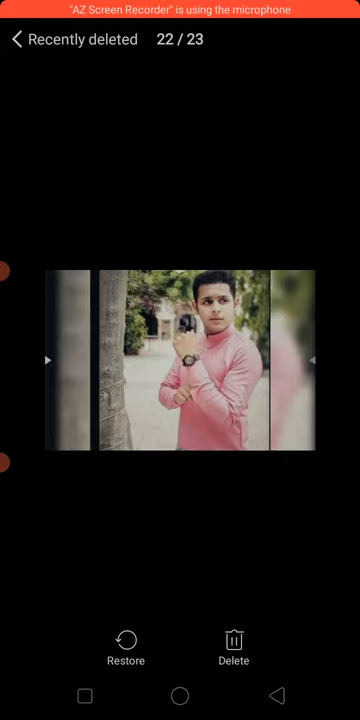 "AZ Screen Recorder" is using the microphone
Recently deleted 22 / 23
Restore Delete